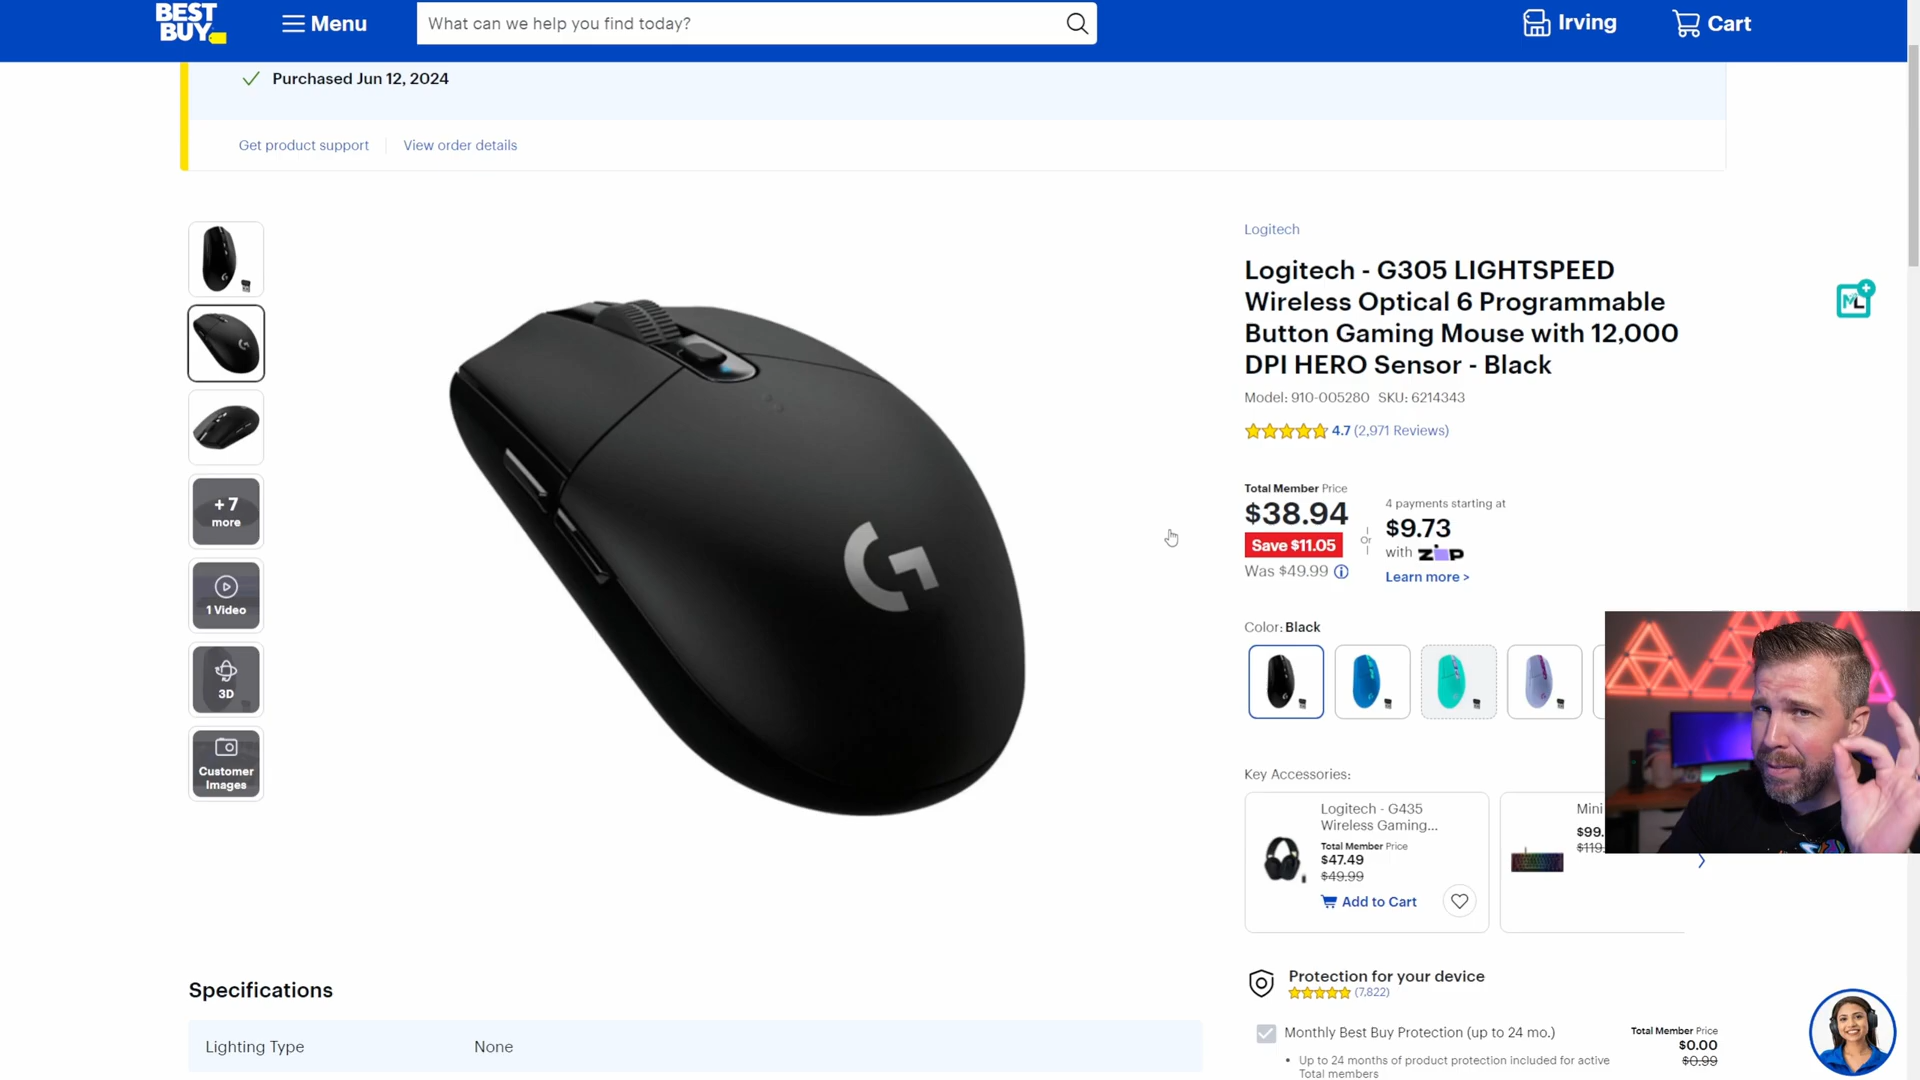 BEST
BUY
Menu
What can we help you find today?
Irving
Cart
Purchased Jun 12, 2024
Get product support
View order details
+ 7
more
1 Video
3D
Customer
Images
Logitech
Logitech - G305 LIGHTSPEED
Wireless Optical 6 Programmable
Button Gaming Mouse with 12,000
DPI HERO Sensor - Black
Model: 910-005280 SKU: 6214343
4.7 (2,971 Reviews)
Total Member Price
$38.94
Save $11.05
Was $49.99
Or
4 payments starting at
$9.73
with ZIP
Learn more >
Color: Black
Key Accessories:
Logitech - G435
Wireless Gaming...
Total Member Price
$47.49
$49.99
Add to Cart
Mini
$99.
$119.
Protection for your device
(7,822)
Monthly Best Buy Protection (up to 24 mo.)
• Up to 24 months of product protection included for active
Total members
Total Member Price
$0.00
$0.99
Specifications
Lighting Type None
ML